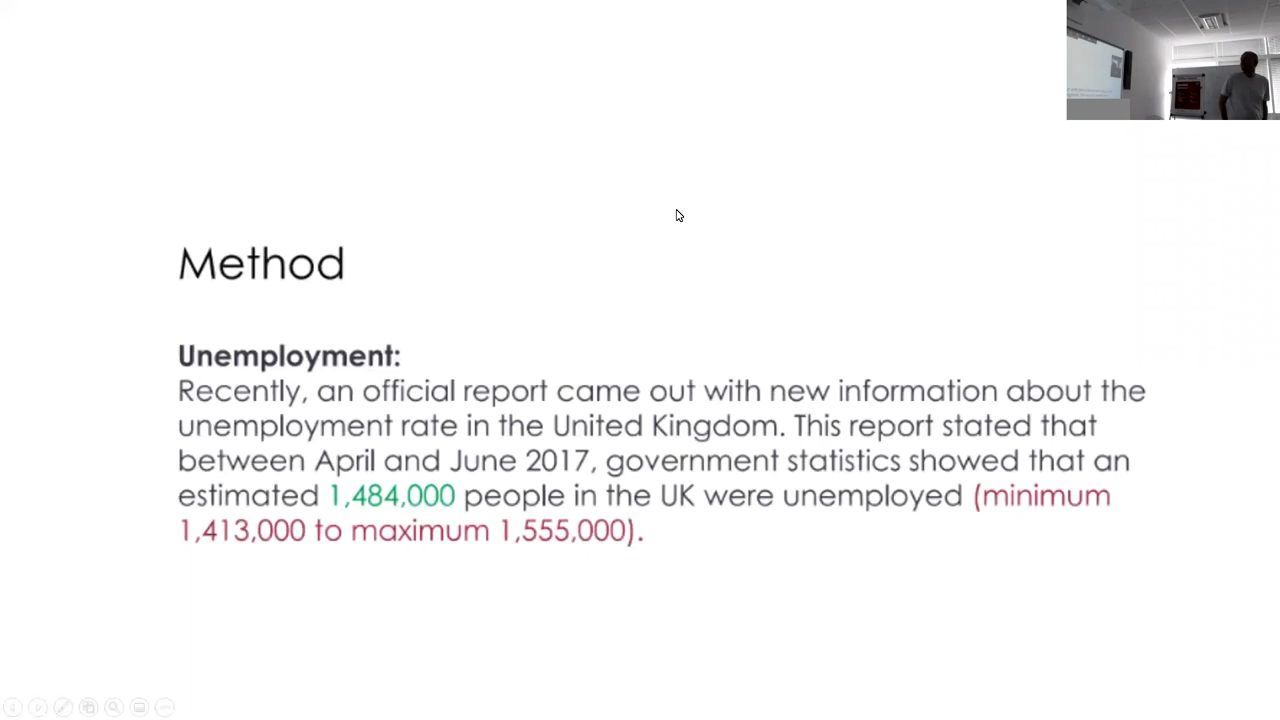 Method
Unemployment:
Recently, an official report came out with new information about the
unemployment rate in the United Kingdom. This report stated that
between April and June 2017, government statistics showed that an
estimated 1,484,000 people in the UK were unemployed (minimum
1,413,000 to maximum 1,555,000).